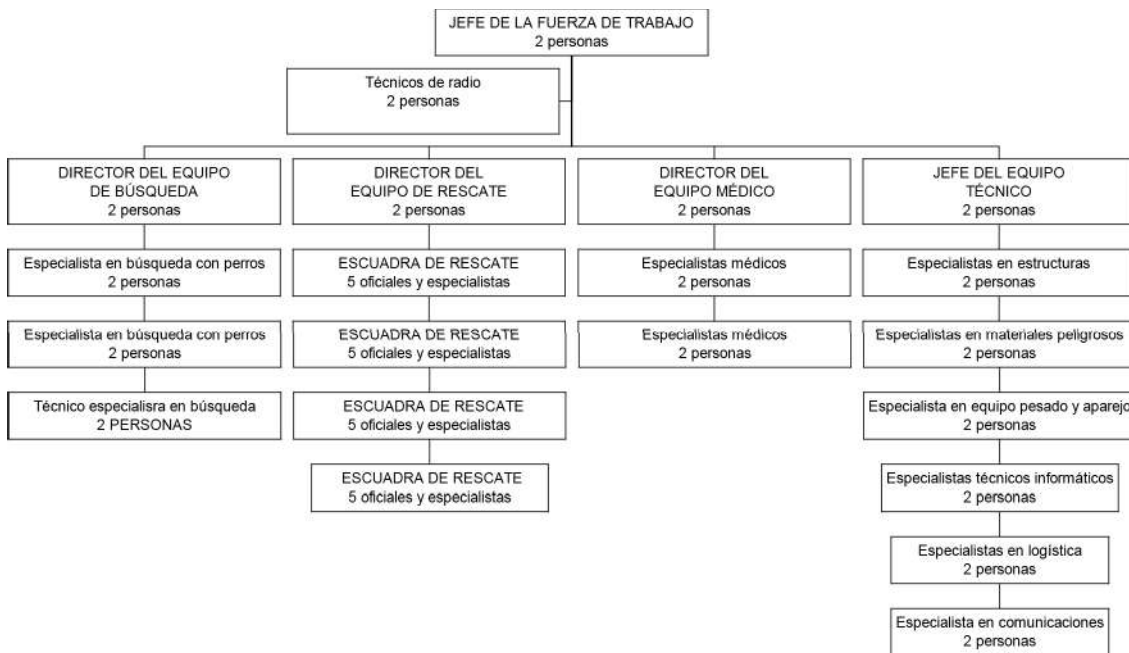 JEFE DE LA FUERZA DE TRABAJO
2 personas
Técnicos de radio
2 personas
DIRECTOR DEL EQUIPO
DE BÚSQUEDA
2 personas
Especialista en búsqueda con perros
2 personas
Especialista en búsqueda con perros
2 personas
Técnico especialisra en búsqueda
2 PERSONAS
DIRECTOR DEL
EQUIPO DE RESCATE
2 personas
ESCUADRA DE RESCATE
5 oficiales y especialistas
ESCUADRA DE RESCATE
5 oficiales y especialistas
ESCUADRA DE RESCATE
5 oficiales y especialistas
ESCUADRA DE RESCATE
5 oficiales y especialistas
DIRECTOR DEL
EQUIPO MÉDICO
2 personas
Especialistas médicos
2 personas
Especialistas médicos
2 personas
JEFE DEL EQUIPO
TÉCNICO
2 personas
Especialistas en estructuras
2 personas
Especialistas en materiales peligrosos
2 personas
Especialista en equipo pesado y aparejo
2 personas
Especialistas técnicos informáticos
2 personas
Especialistas en logística
2 personas
Especialista en comunicaciones
2 personas